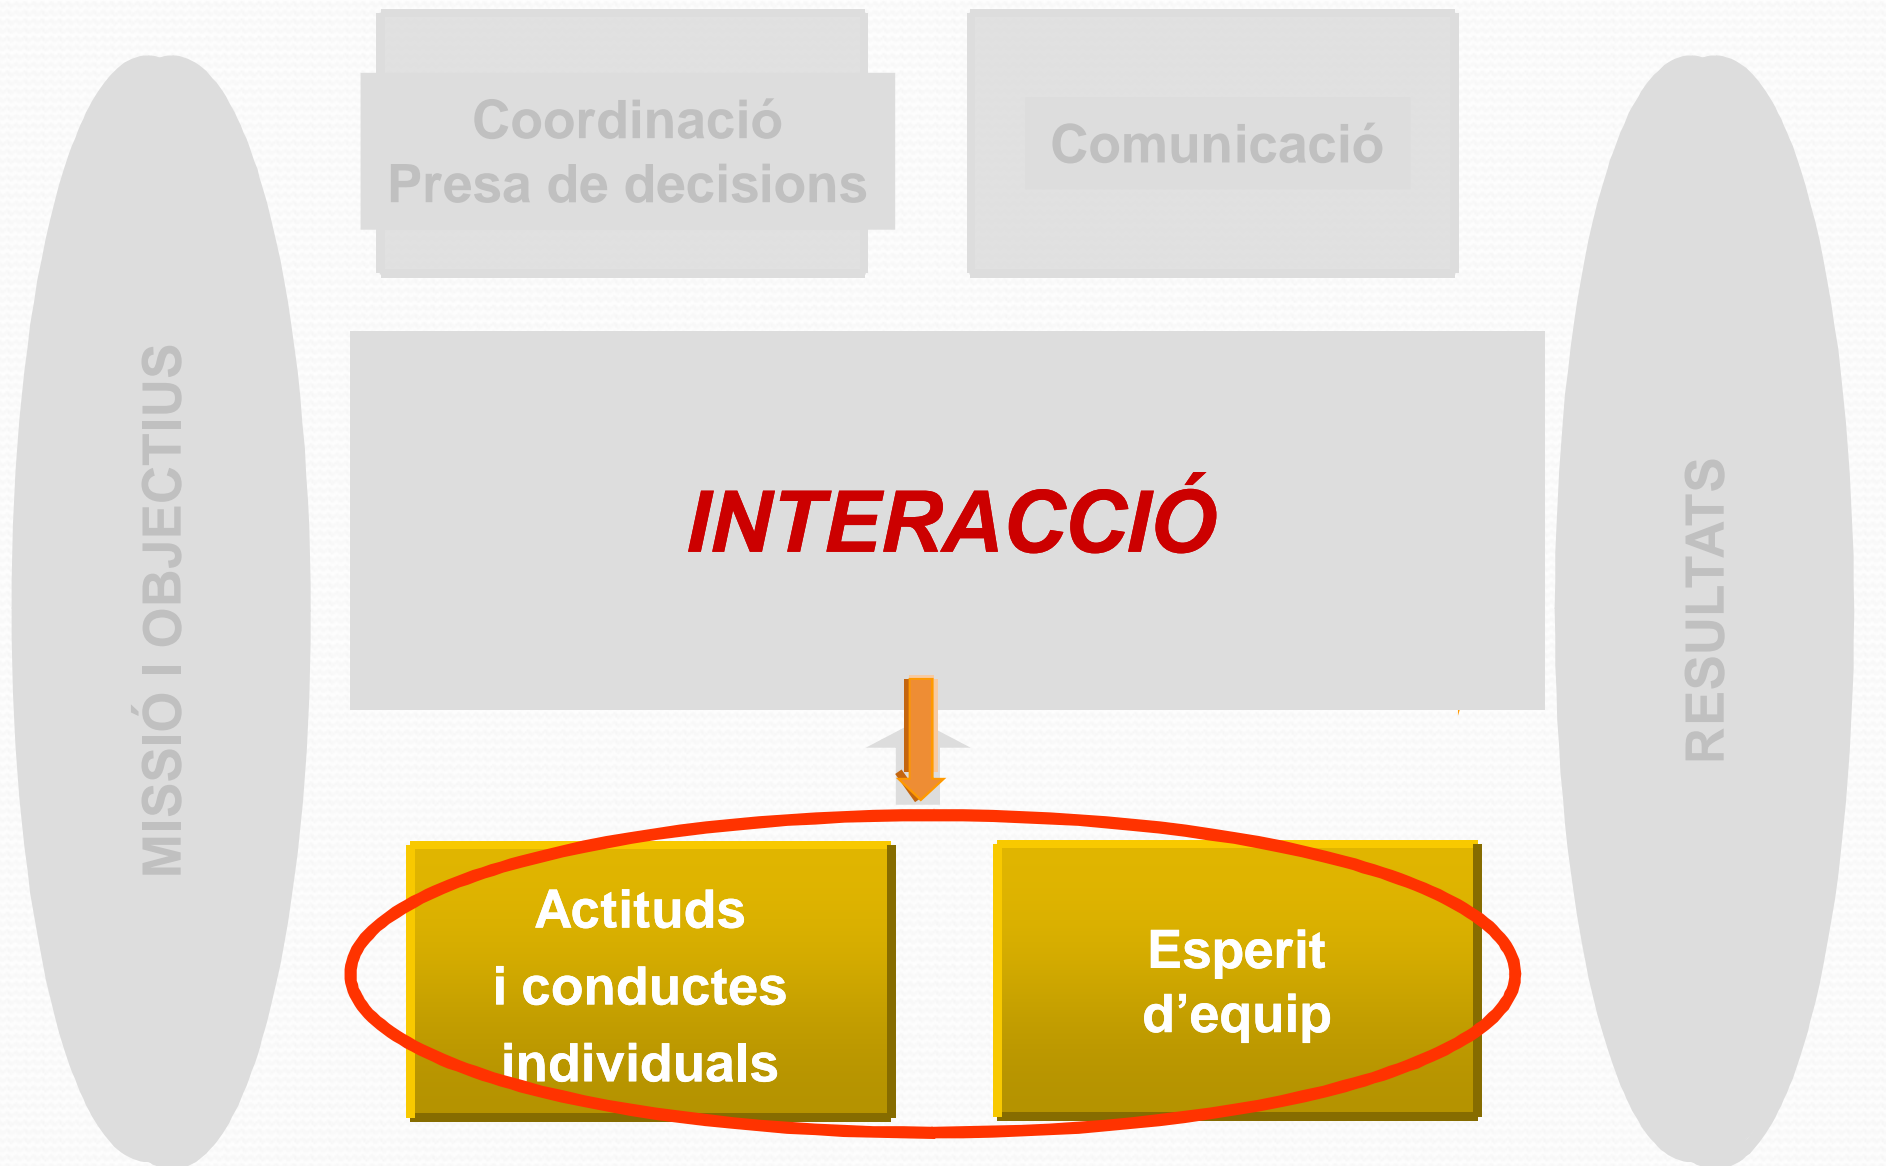 Coordinació
Presa de decisions
Comunicació
MISSIÓ I OBJECTIUS
INTERACCIÓ
RESULTATS
Actituds
i conductes
individuals
Esperit
d’equip